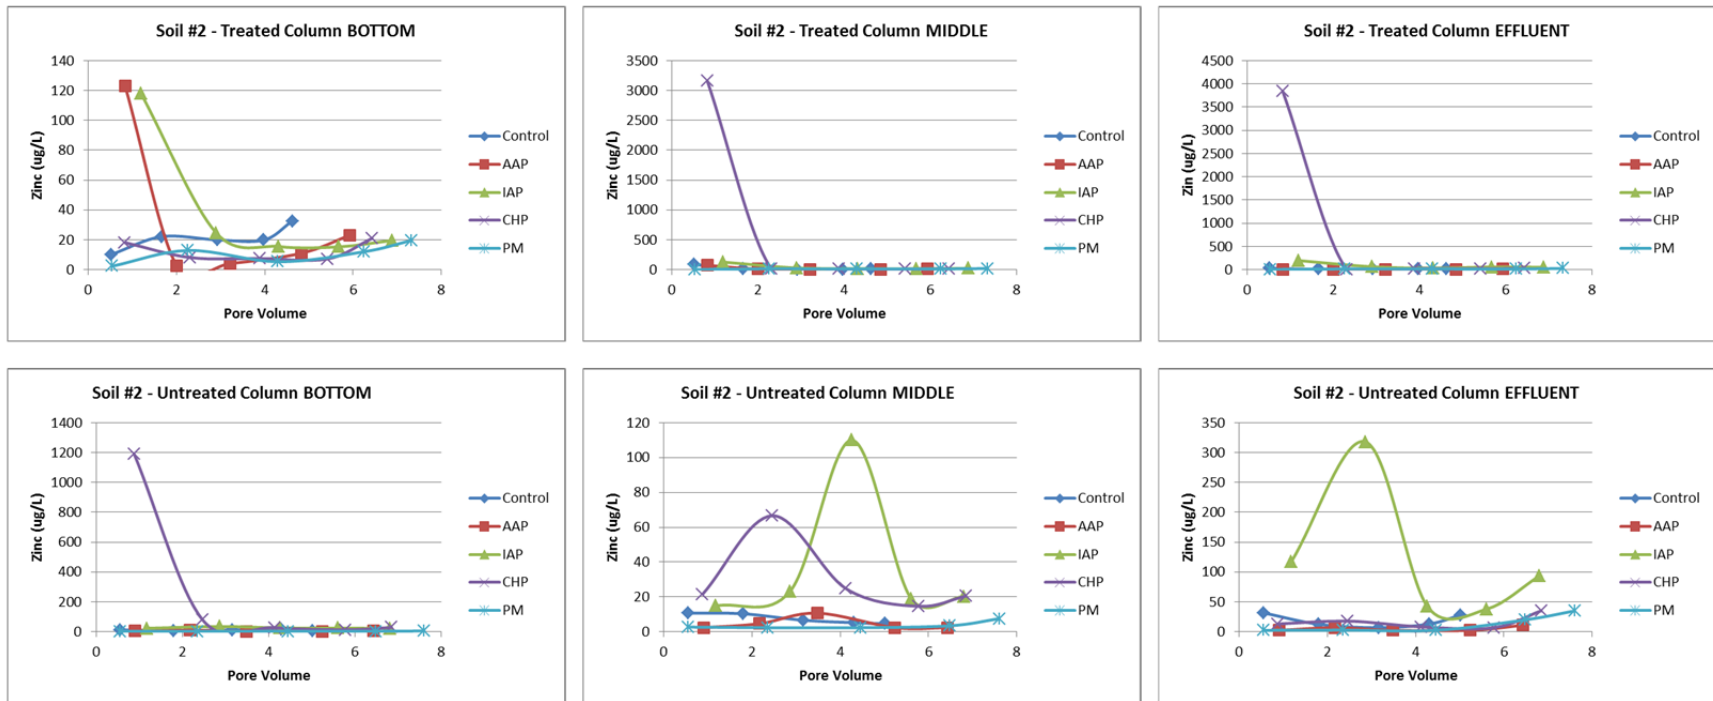 Soil #2 - Treated Column BOTTOM
Zinc (ug/L)
140
120
100
80
60
40
20
0
0 2 4 6 8
Pore Volume
Control
AAP
IAP
CHP
PM
Soil #2 - Treated Column MIDDLE
Zinc (ug/L)
3500
3000
2500
2000
1500
1000
500
0
0 2 4 6 8
Pore Volume
Control
AAP
IAP
CHP
PM
Soil #2 - Treated Column EFFLUENT
Zin (ug/L)
4500
4000
3500
3000
2500
2000
1500
1000
500
0
0 2 4 6 8
Pore Volume
Control
AAP
IAP
CHP
PM
Soil #2 - Untreated Column BOTTOM
Zinc (ug/L)
1400
1200
1000
800
600
400
200
0
0 2 4 6 8
Pore Volume
Control
AAP
IAP
CHP
PM
Soil #2 - Untreated Column MIDDLE
Zinc (ug/L)
120
100
80
60
40
20
0
0 2 4 6 8
Pore Volume
Control
AAP
IAP
CHP
PM
Soil #2 - Untreated Column EFFLUENT
Zinc (ug/L)
350
300
250
200
150
100
50
0
0 2 4 6 8
Pore Volume
Control
AAP
IAP
CHP
PM